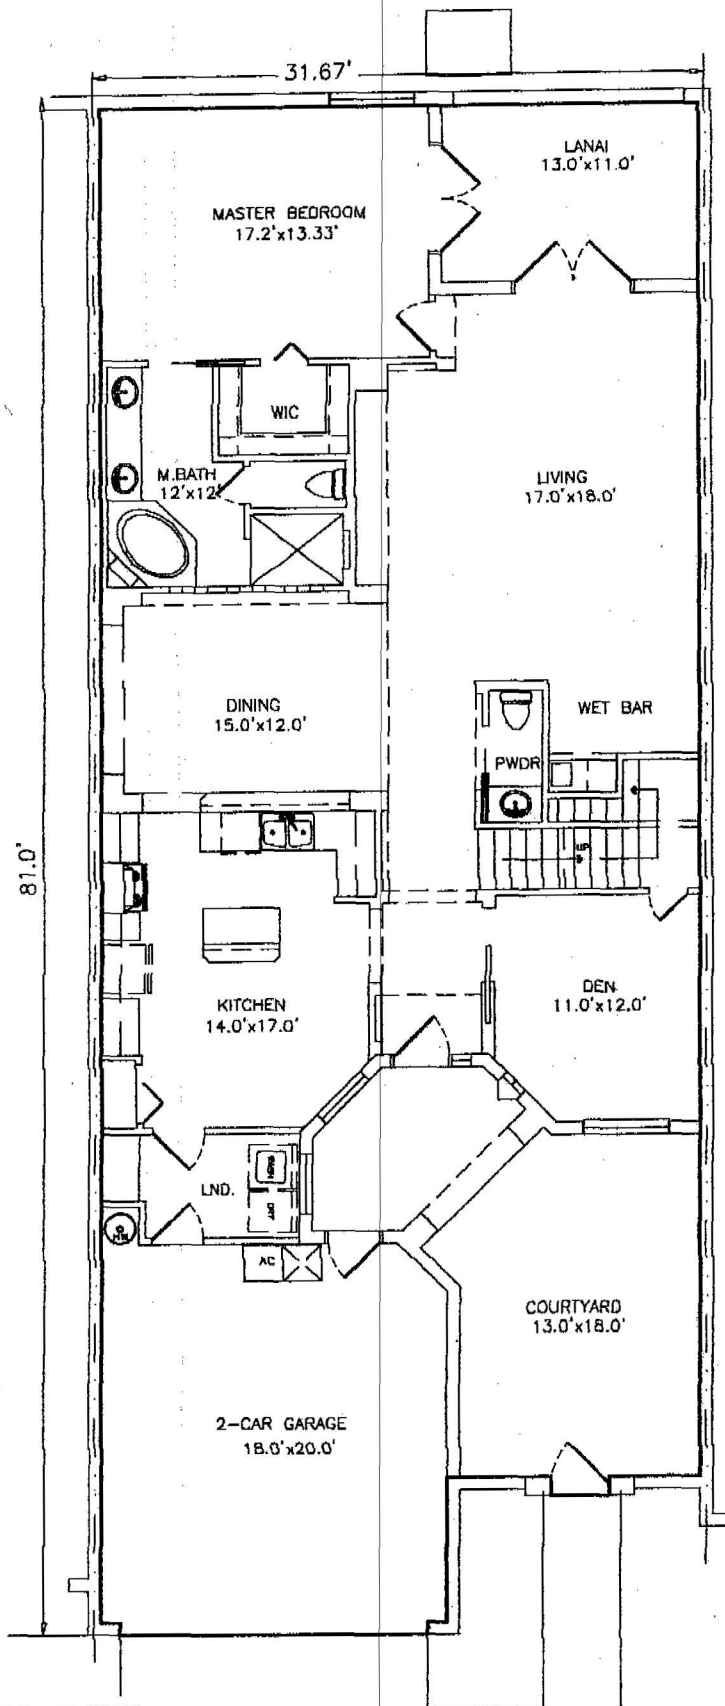 31.67'
LANAI
13.0'x11.0'
MASTER BEDROOM
17.2'x13.33'
WIC
M.BATH
12'x12'
LIVING
17.0'x18.0'
DINING
15.0'x12.0'
WET BAR
PWDR
UP
81.0'
KITCHEN
14.0'x17.0'
DEN
11.0'x12.0'
LND.
WASH
DRY
WH
AC
COURTYARD
13.0'x18.0'
2-CAR GARAGE
18.0'x20.0'